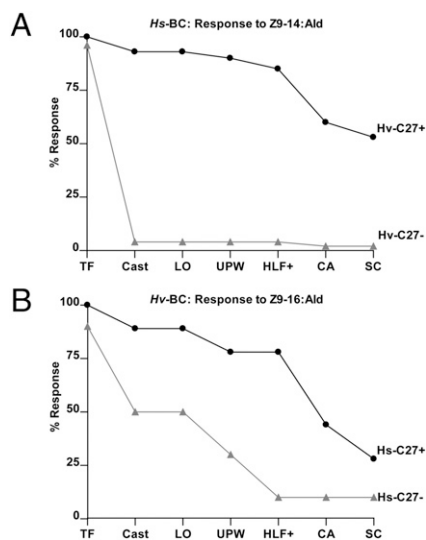 A
Hs-BC: Response to Z9-14:Ald
100
75
50
25
0
% Response
Hv-C27+
Hv-C27-
TF Cast LO UPW HLF+ CA SC
B
Hv-BC: Response to Z9-16:Ald
100
75
50
25
0
% Response
Hs-C27+
Hs-C27-
TF Cast LO UPW HLF+ CA SC